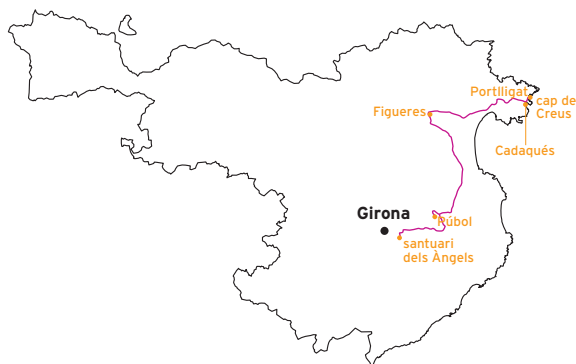 Portlligat
cap de
Creus
Figueres
Cadaqués
Girona
Púbol
santuari
dels Àngels